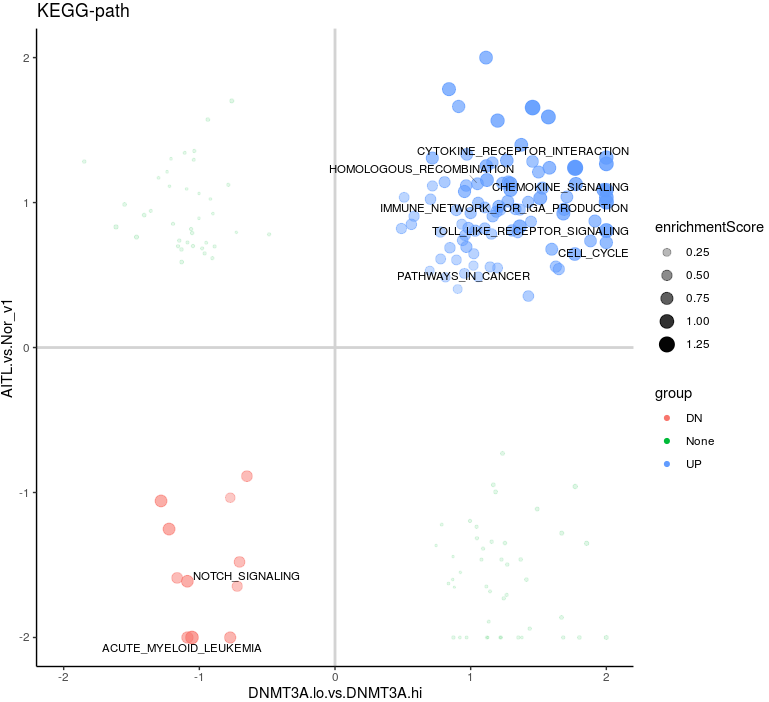 KEGG-path
AITL.vs.Nor_v1
2
1
0
-1
-2
CYTOKINE_RECEPTOR_INTERACTION
HOMOLOGOUS_RECOMBINATION
CHEMOKINE_SIGNALING
IMMUNE_NETWORK_FOR_IGA_PRODUCTION
TOLL_LIKE_RECEPTOR_SIGNALING
CELL_CYCLE
PATHWAYS_IN_CANCER
NOTCH_SIGNALING
ACUTE_MYELOID_LEUKEMIA
-2
-1
0
1
2
DNMT3A.lo.vs.DNMT3A.hi
enrichmentScore
0.25
0.50
0.75
1.00
1.25
group
DN
None
UP